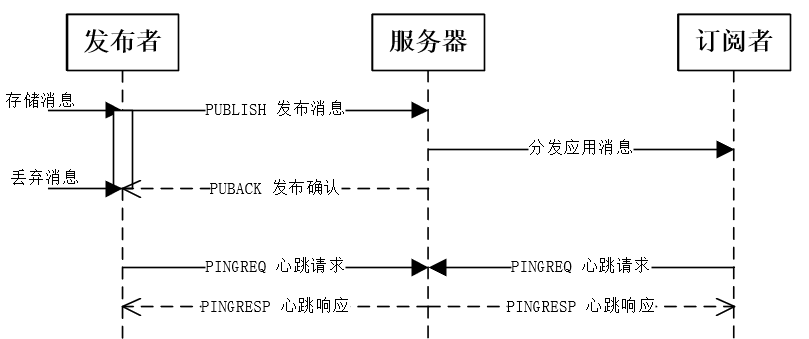 发布者
服务器
订阅者
存储消息
PUBLISH 发布消息
分发应用消息
丢弃消息
PUBACK 发布确认
PINGREQ 心跳请求
PINGREQ 心跳请求
PINGRESP 心跳响应
PINGRESP 心跳响应